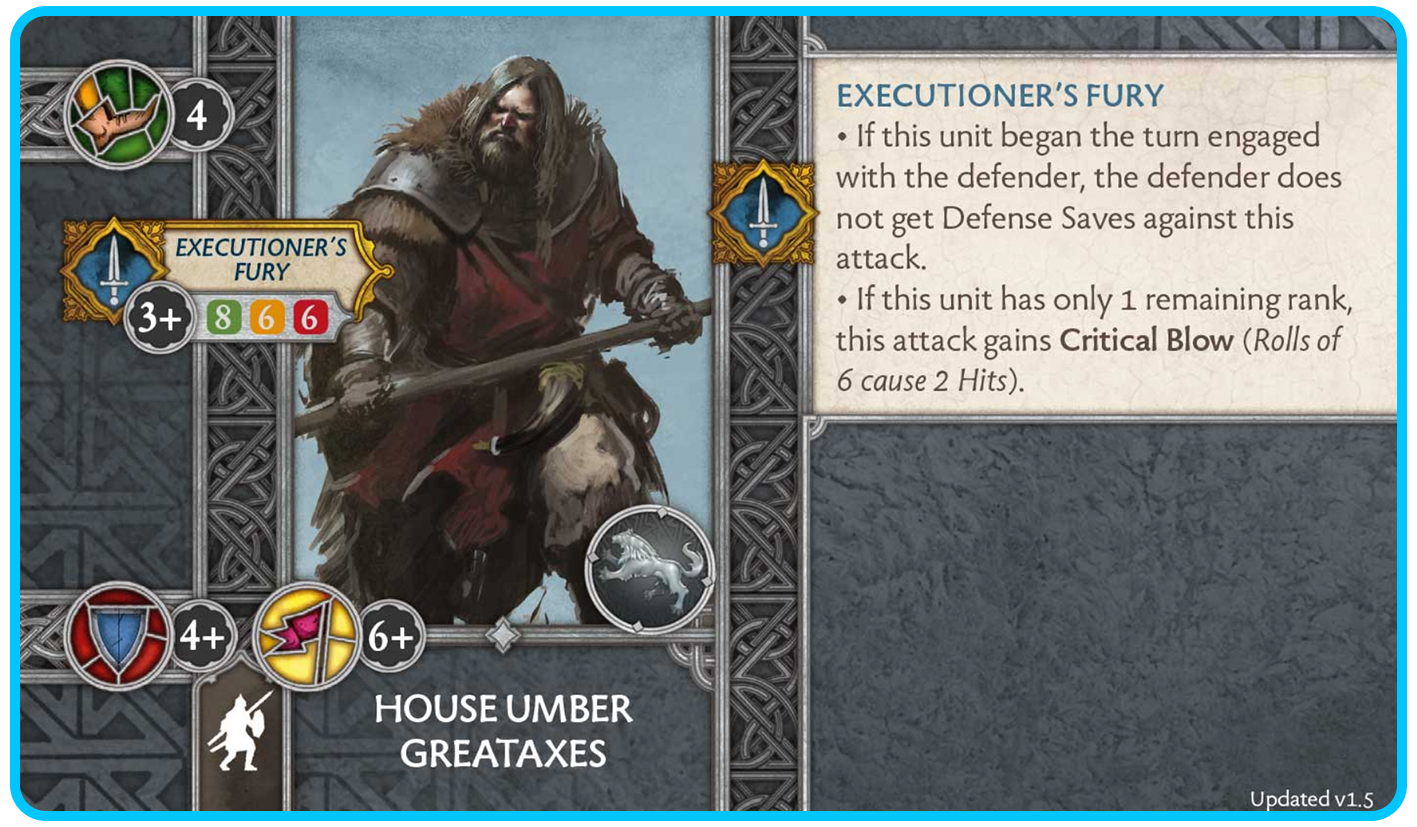 4
EXECUTIONER'S
FURY
3+ 8 6 6
4+ 6+
HOUSE UMBER
GREATAXES
EXECUTIONER'S FURY
• If this unit began the turn engaged
with the defender, the defender does
not get Defense Saves against this
attack.
• If this unit has only 1 remaining rank,
this attack gains Critical Blow (Rolls of
6 cause 2 Hits).
Updated v1.5